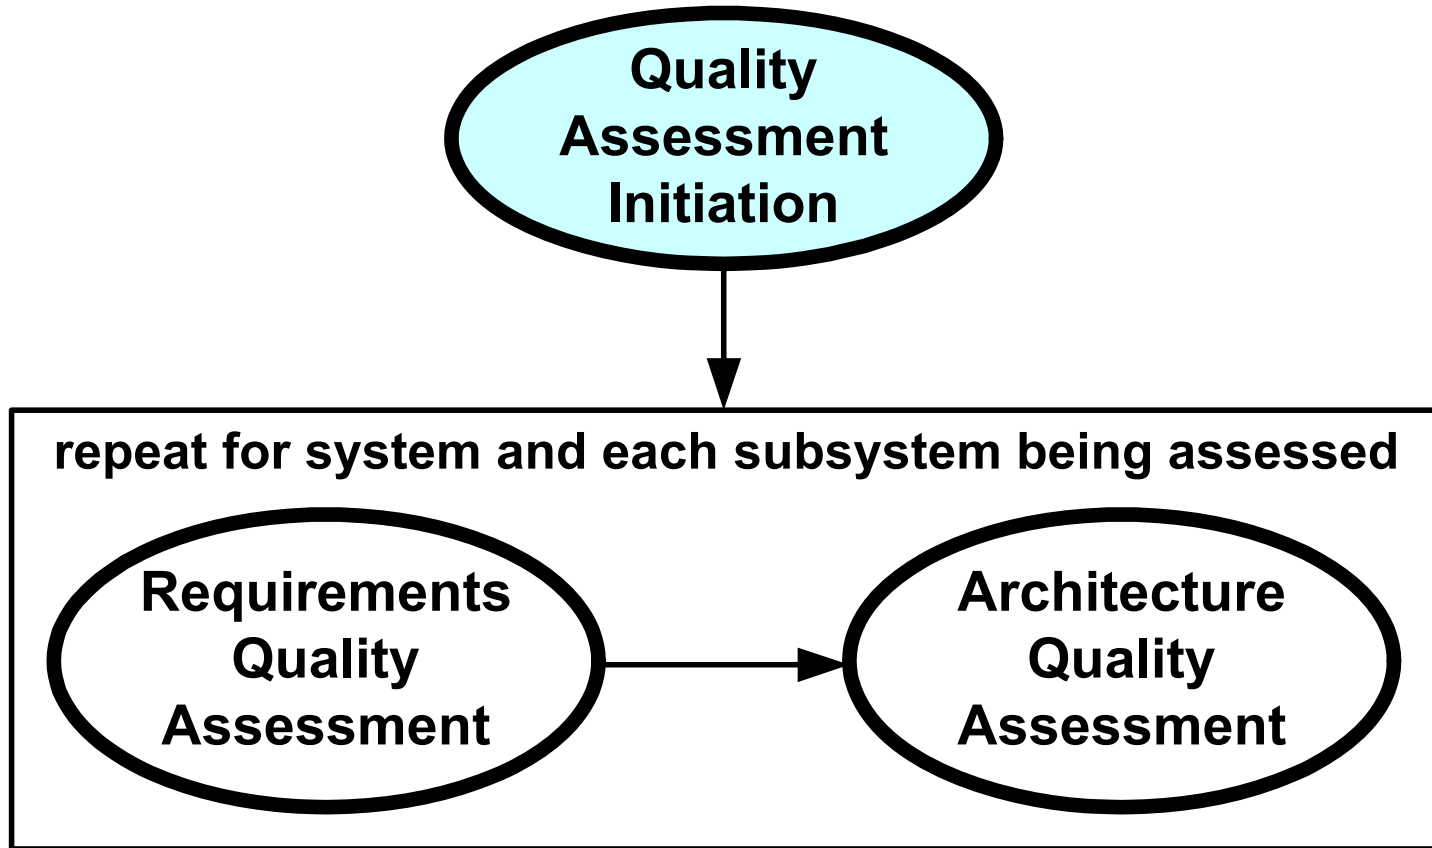 Quality
Assessment
Initiation
repeat for system and each subsystem being assessed
Requirements
Quality
Assessment
Architecture
Quality
Assessment